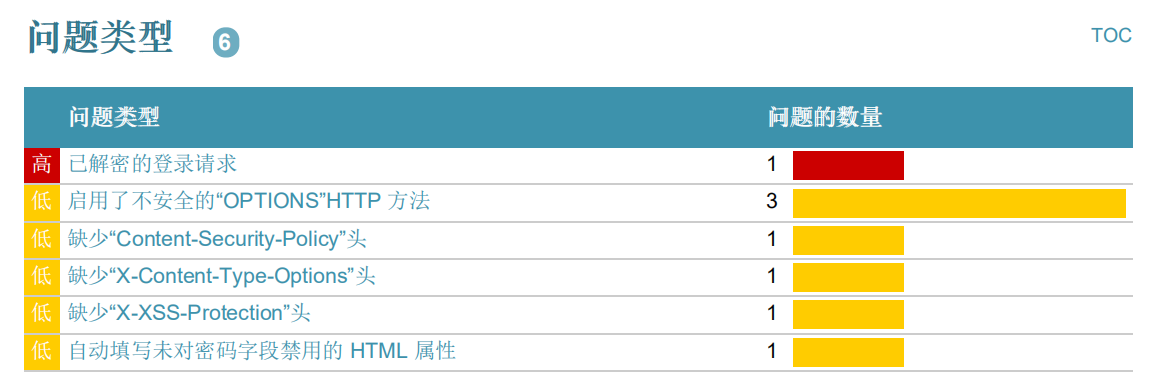 问题类型 6 TOC
问题类型 问题的数量
高 已解密的登录请求 1
低 启用了不安全的“OPTIONS”HTTP 方法 3
低 缺少“Content-Security-Policy”头 1
低 缺少“X-Content-Type-Options”头 1
低 缺少“X-XSS-Protection”头 1
低 自动填写未对密码字段禁用的 HTML 属性 1